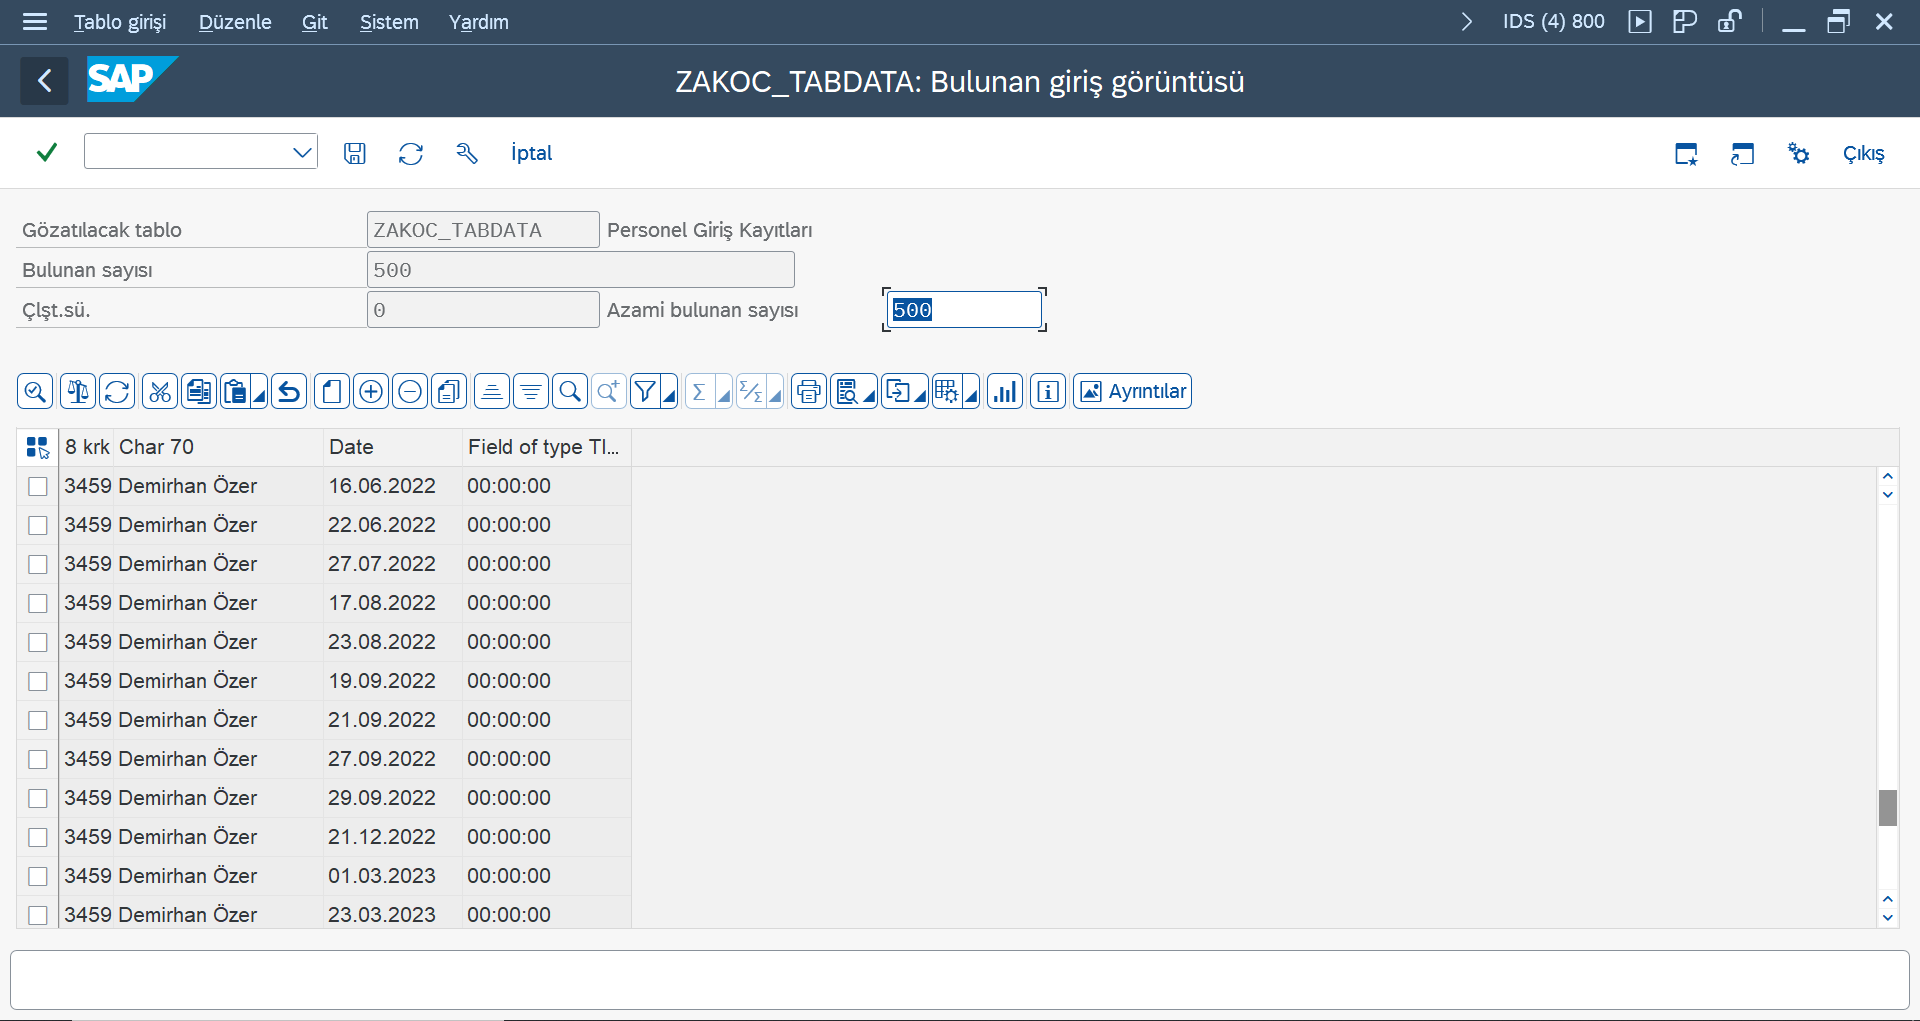 Tablo girişi Düzenle Git Sistem Yardım IDS (4) 800
SAP
ZAKOC_TABDATA: Bulunan giriş görüntüsü
İptal Çıkış
Gözatılacak tablo ZAKOC_TABDATA Personel Giriş Kayıtları
Bulunan sayısı 500
Çlşt.sü. 0 Azami bulunan sayısı 500
Ayrıntılar
8 krk Char 70 Date Field of type TI...
3459 Demirhan Özer 16.06.2022 00:00:00
3459 Demirhan Özer 22.06.2022 00:00:00
3459 Demirhan Özer 27.07.2022 00:00:00
3459 Demirhan Özer 17.08.2022 00:00:00
3459 Demirhan Özer 23.08.2022 00:00:00
3459 Demirhan Özer 19.09.2022 00:00:00
3459 Demirhan Özer 21.09.2022 00:00:00
3459 Demirhan Özer 27.09.2022 00:00:00
3459 Demirhan Özer 29.09.2022 00:00:00
3459 Demirhan Özer 21.12.2022 00:00:00
3459 Demirhan Özer 01.03.2023 00:00:00
3459 Demirhan Özer 23.03.2023 00:00:00